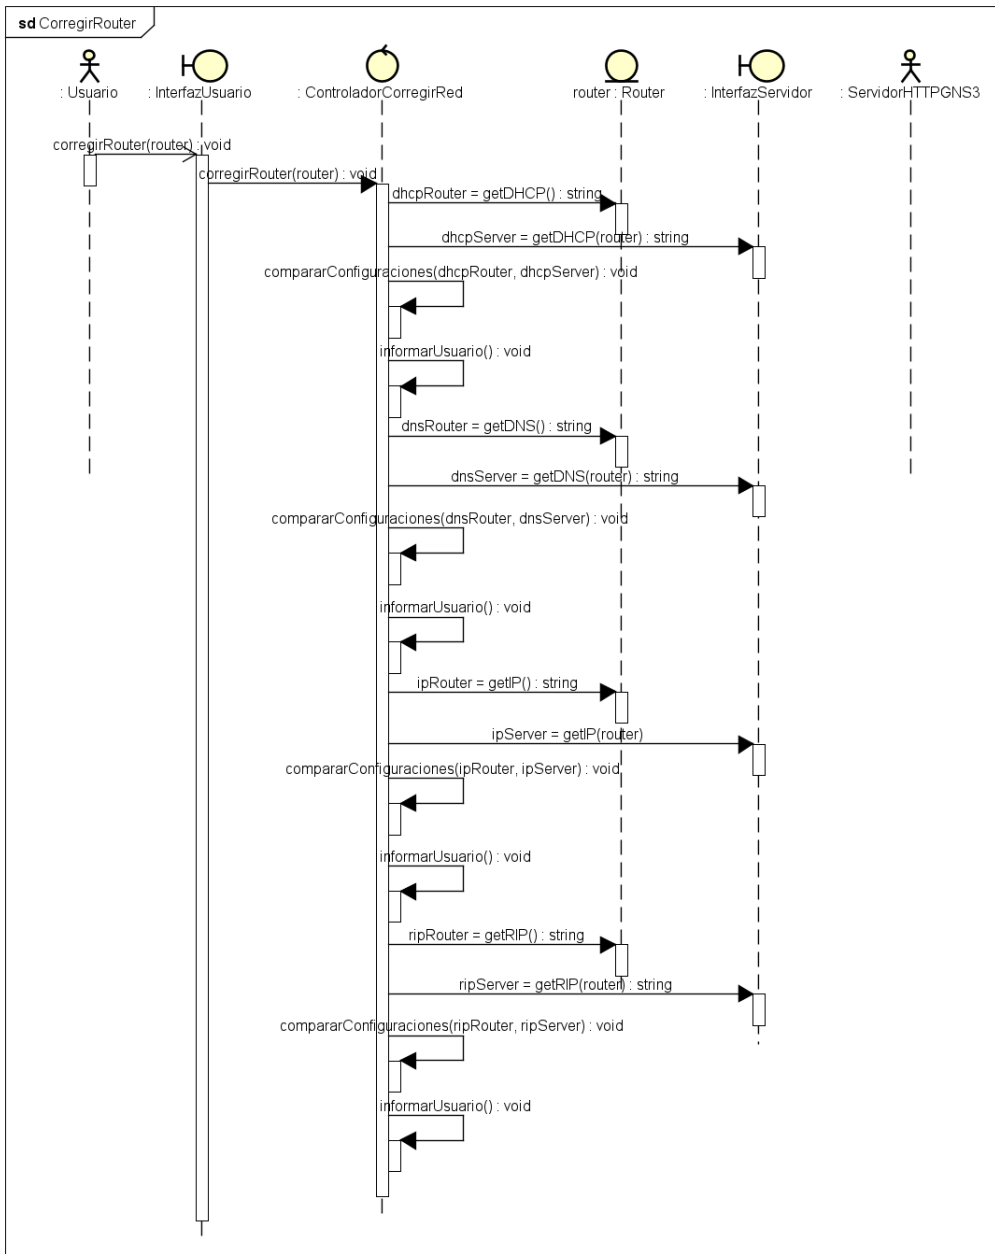 sd CorregirRouter
: Usuario
: InterfazUsuario
: ControladorCorregirRed
router : Router
: InterfazServidor
: ServidorHTTPGNS3
corregirRouter(router) : void
corregirRouter(router) : void
dhcpRouter = getDHCP() : string
dhcpServer = getDHCP(router) : string
compararConfiguraciones(dhcpRouter, dhcpServer) : void
informarUsuario() : void
dnsRouter = getDNS() : string
dnsServer = getDNS(router) : string
compararConfiguraciones(dnsRouter, dnsServer) : void
informarUsuario() : void
ipRouter = getIP() : string
ipServer = getIP(router)
compararConfiguraciones(ipRouter, ipServer) : void
informarUsuario() : void
ripRouter = getRIP() : string
ripServer = getRIP(router) : string
compararConfiguraciones(ripRouter, ripServer) : void
informarUsuario() : void